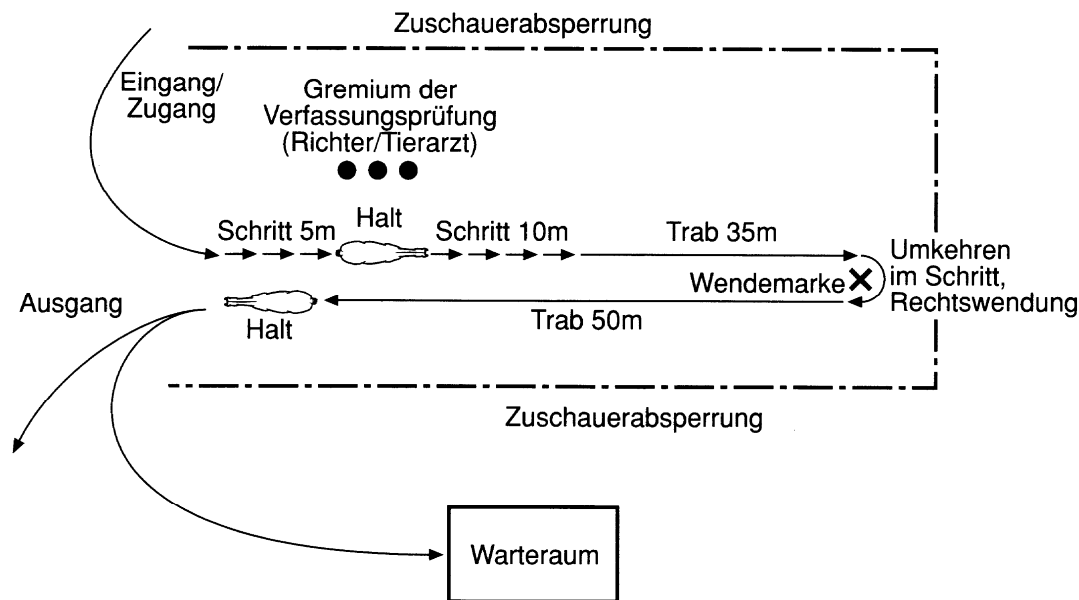 Zuschauerabsperrung
Eingang/
Zugang
Gremium der
Verfassungsprüfung
(Richter/Tierarzt)
Schritt 5m
Halt
Schritt 10m
Trab 35m
Umkehren
im Schritt,
Rechtswendung
Wendemarke
Ausgang
Halt
Trab 50m
Zuschauerabsperrung
Warteraum